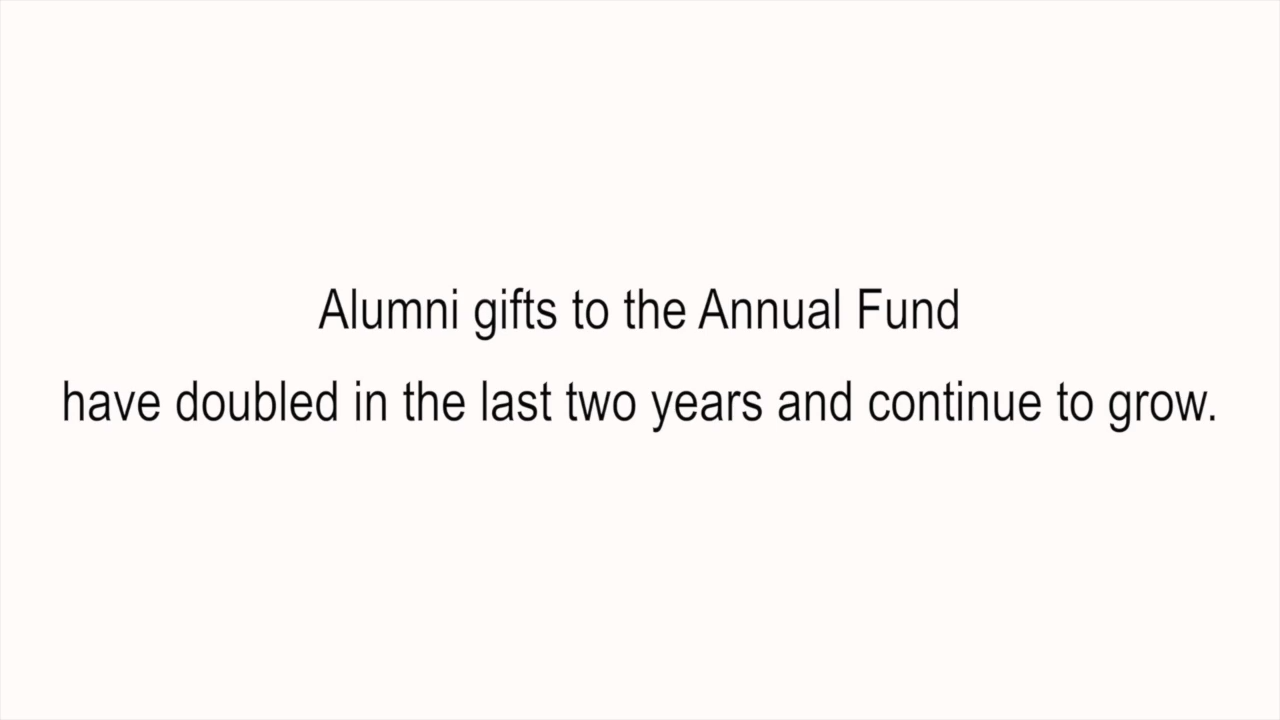 Alumni gifts to the Annual Fund
have doubled in the last two years and continue to grow.